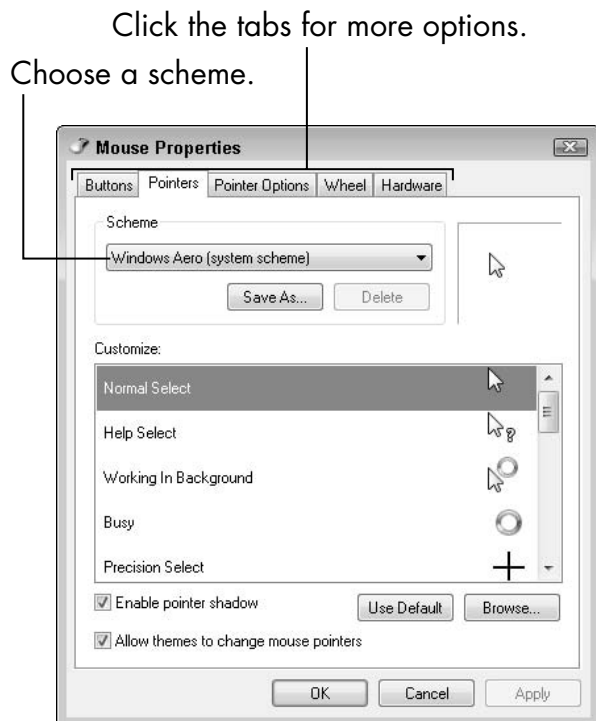 Click the tabs for more options.
Choose a scheme.
Mouse Properties
Buttons Pointers Pointer Options Wheel Hardware
Scheme
Windows Aero (system scheme)
Save As... Delete
Customize:
Normal Select
Help Select
Working In Background
Busy
Precision Select
Enable pointer shadow
Use Default Browse...
Allow themes to change mouse pointers
OK Cancel Apply